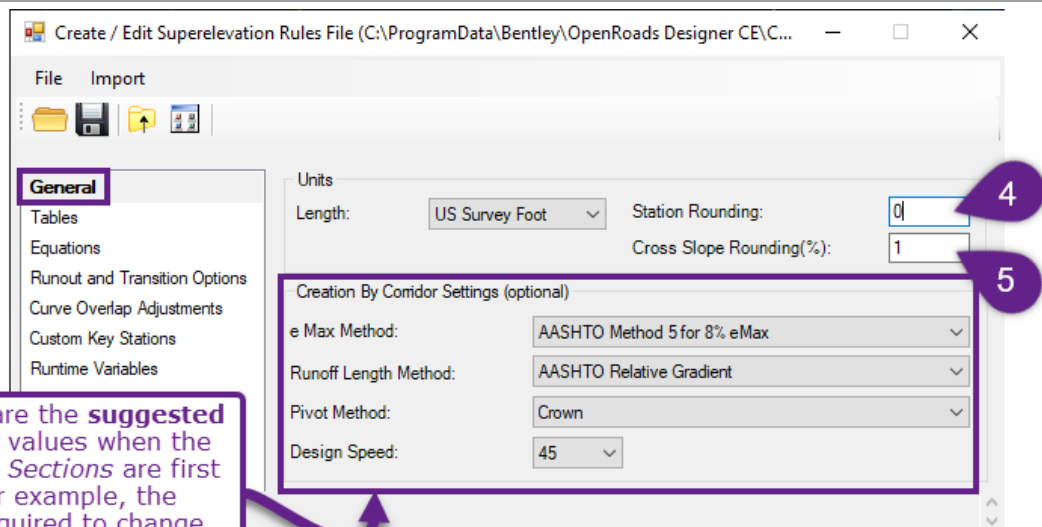 Create / Edit Superelevation Rules File (C:\ProgramData\Bentley\OpenRoads Designer CE\C...
File Import
General
Tables
Equations
Runout and Transition Options
Curve Overlap Adjustments
Custom Key Stations
Runtime Variables
Units
Length: US Survey Foot Station Rounding: 0 4
Cross Slope Rounding(%): 1 5
Creation By Corridor Settings (optional)
e Max Method: AASHTO Method 5 for 8% eMax
Runoff Length Method: AASHTO Relative Gradient
Pivot Method: Crown
Design Speed: 45
are the suggested
values when the
Sections are first
example, the
quired to change